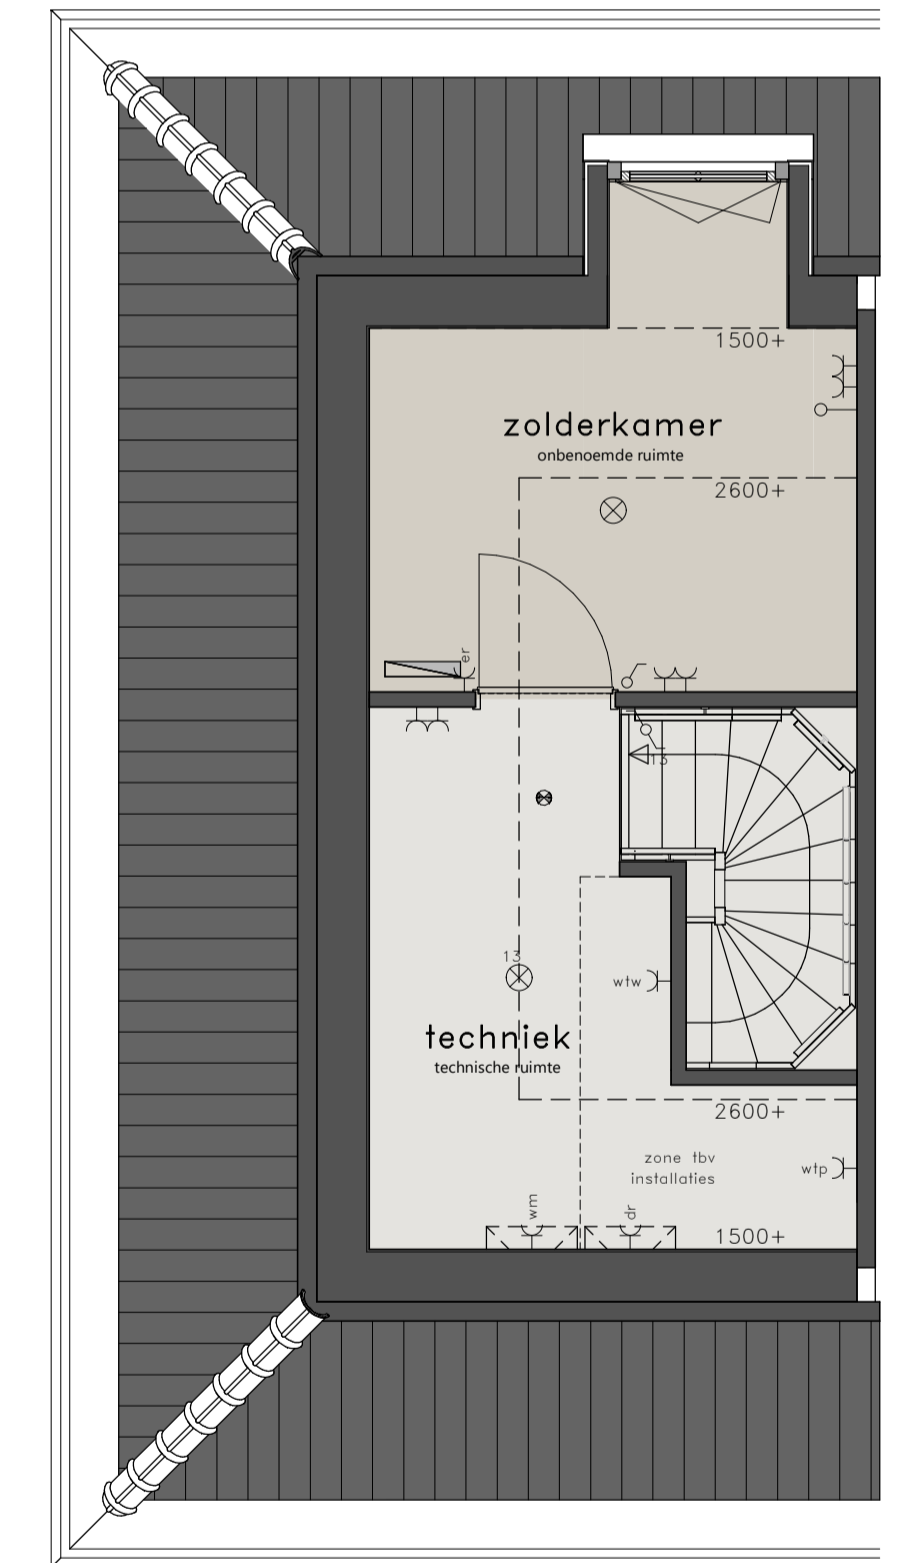 1500+
zolderkamer
onbenoemde ruimte
2600+
er
13
13
wtw
techniek
technische ruimte
2600+
zone tbv
installaties
wtp
wm
dr
1500+